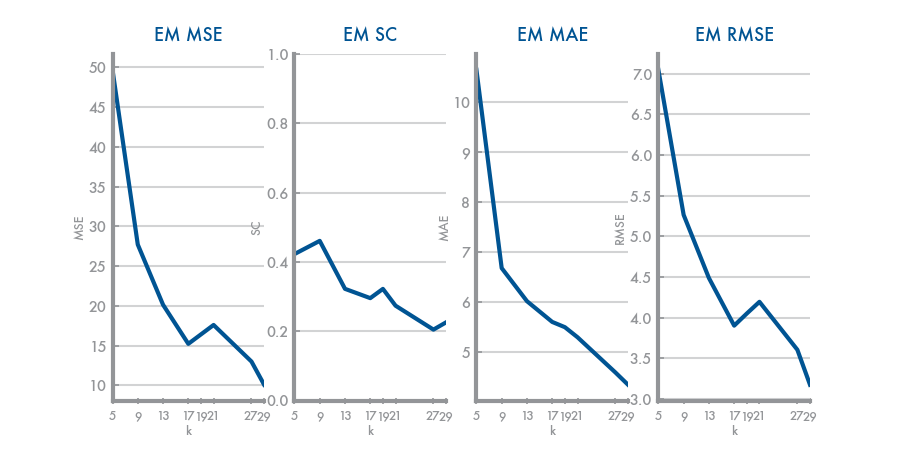 EM MSE
50
45
40
35
30
25
20
15
10
MSE
5 9 13 17 19 21 27 29
k
EM SC
1.0
0.8
0.6
0.4
0.2
0.0
SC
5 9 13 17 19 21 27 29
k
EM MAE
10
9
8
7
6
5
MAE
5 9 13 17 19 21 27 29
k
EM RMSE
7.0
6.5
6.0
5.5
5.0
4.5
4.0
3.5
3.0
RMSE
5 9 13 17 19 21 27 29
k